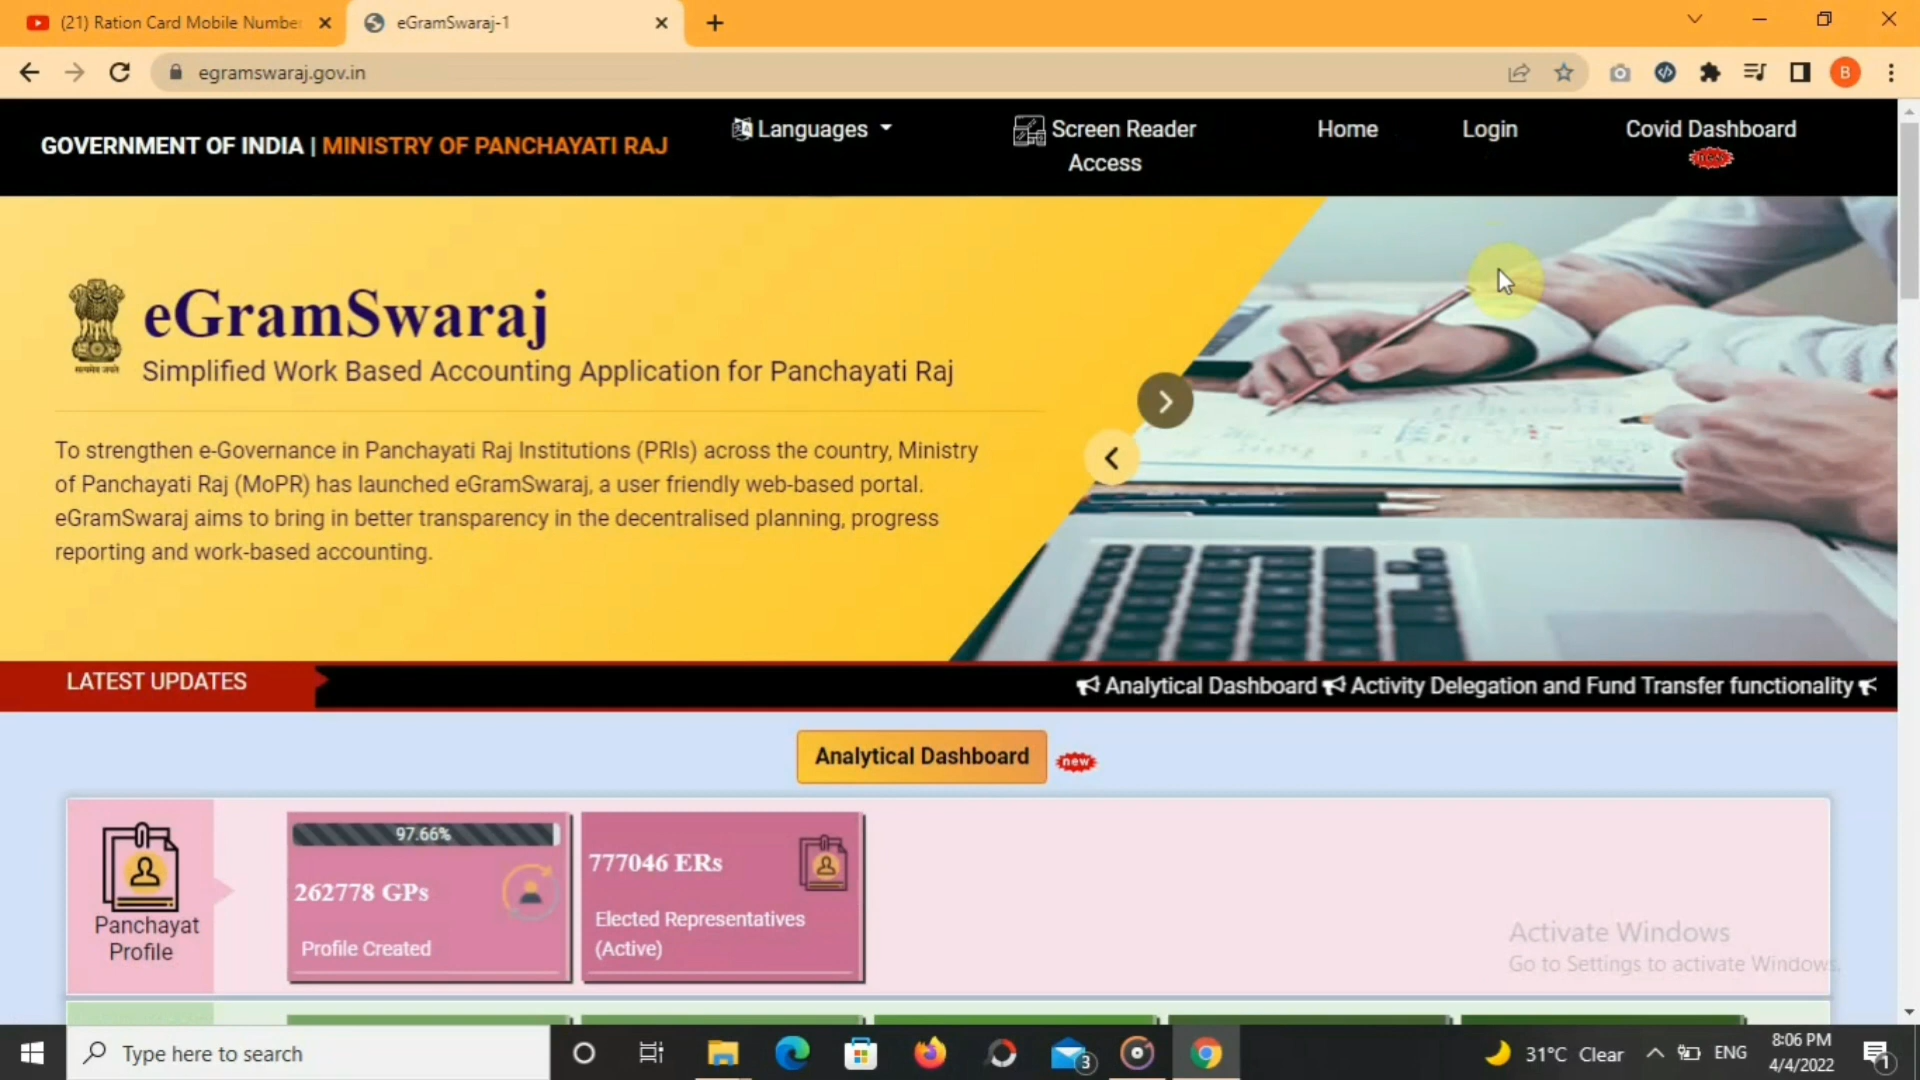 (21) Ration Card Mobile Numbe
eGramSwaraj-1
egramswaraj.gov.in
B
GOVERNMENT OF INDIA | MINISTRY OF PANCHAYATI RAJ
Languages
Screen Reader
Access
Home
Login
Covid Dashboard
new
eGramSwaraj
सत्यमेव जयते
Simplified Work Based Accounting Application for Panchayati Raj
To strengthen e-Governance in Panchayati Raj Institutions (PRIs) across the country, Ministry
of Panchayati Raj (MoPR) has launched eGramSwaraj, a user friendly web-based portal.
eGramSwaraj aims to bring in better transparency in the decentralised planning, progress
reporting and work-based accounting.
LATEST UPDATES
Analytical Dashboard Activity Delegation and Fund Transfer functionality
Analytical Dashboard
new
Panchayat
Profile
97.66%
262778 GPs
Profile Created
777046 ERs
Elected Representatives
(Active)
Activate Windows
Go to Settings to activate Windows.
Type here to search
3
31°C Clear
ENG
8:06 PM
4/4/2022
1